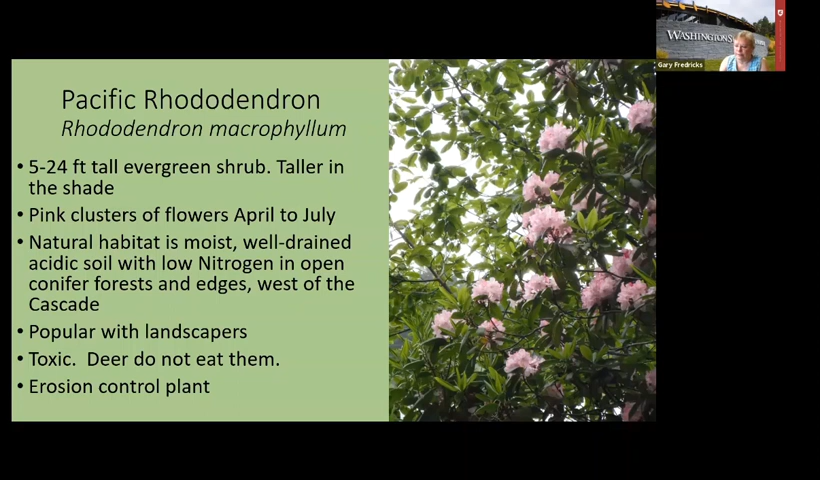 Pacific Rhododendron
Rhododendron macrophyllum
• 5-24 ft tall evergreen shrub. Taller in
the shade
• Pink clusters of flowers April to July
• Natural habitat is moist, well-drained
acidic soil with low Nitrogen in open
conifer forests and edges, west of the
Cascade
• Popular with landscapers
• Toxic.  Deer do not eat them.
• Erosion control plant
WASHINGTON
Gary Fredricks